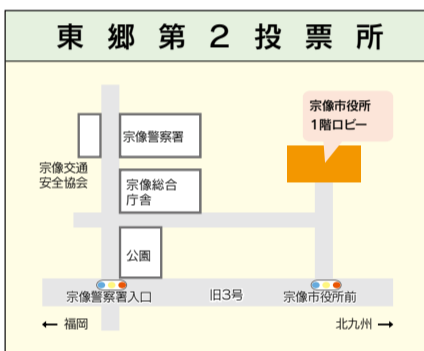 東郷第2投票所
宗像市役所
1階ロビー
宗像警察署
宗像交通
安全協会
宗像総合
庁舎
公園
宗像警察署入口
旧3号
宗像市役所前
← 福岡
北九州 →